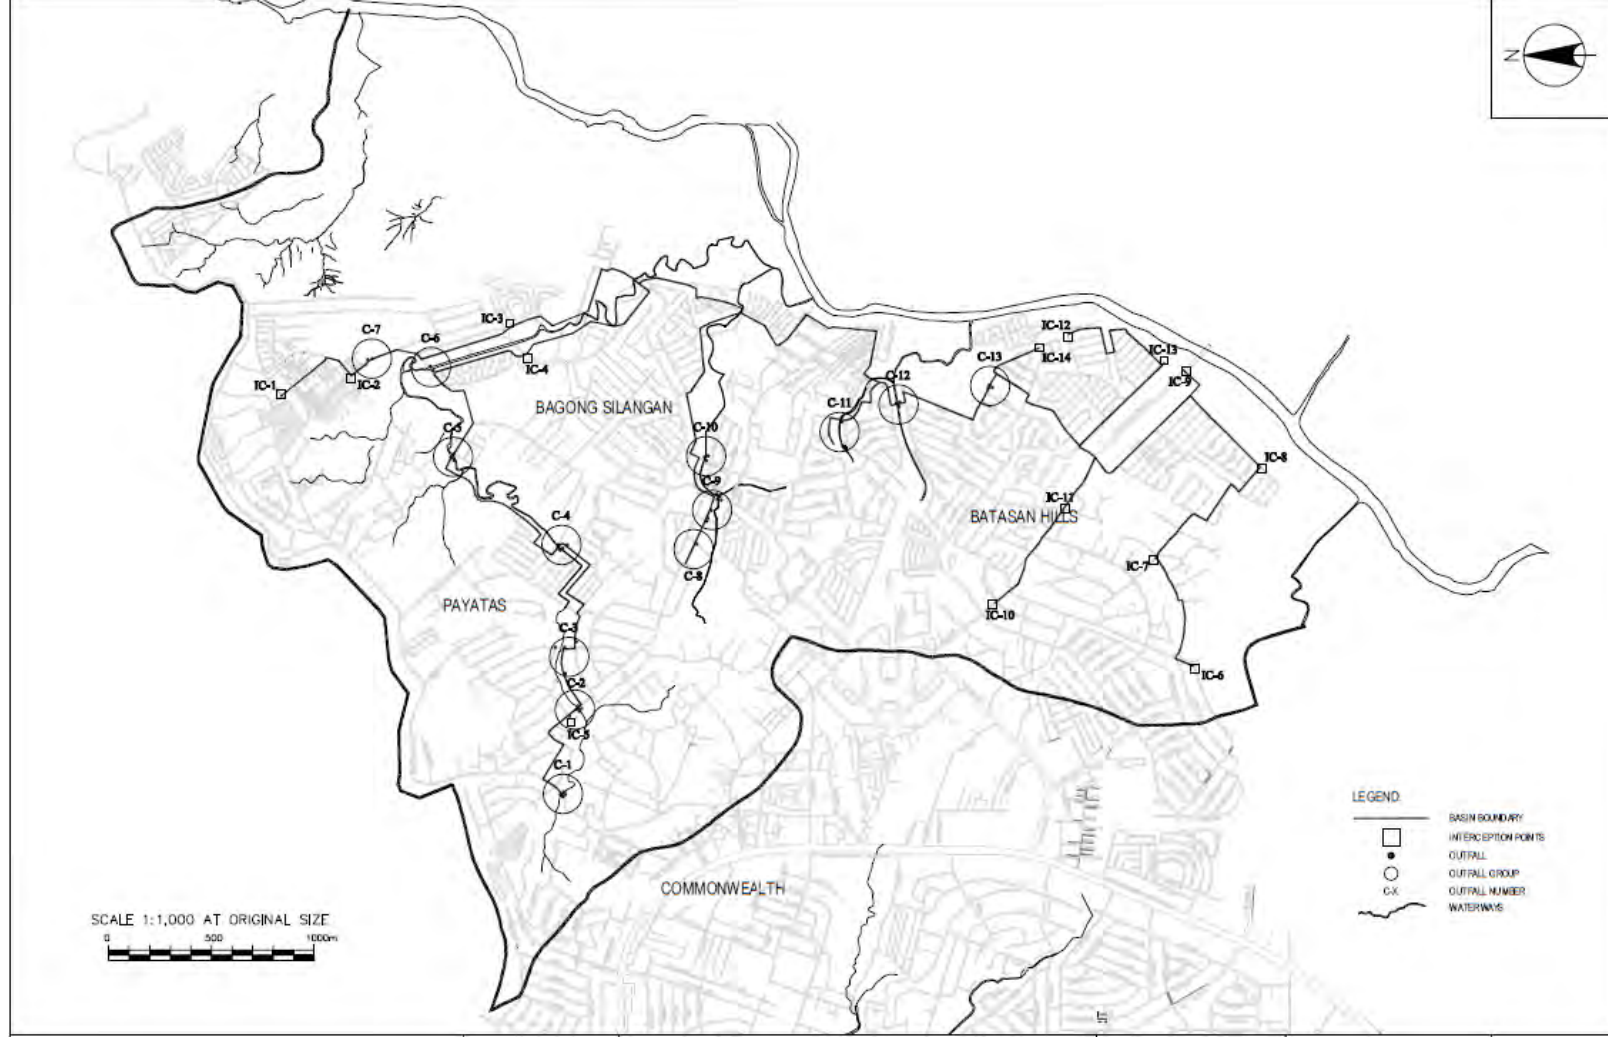 N
C-7
C-6
IC-3
IC-12
IC-14
IC-13
IC-1
IC-2
IC-4
C-13
IC-9
C-12
BAGONG SILANGAN
C-11
C-5
C-10
IC-8
C-9
IC-11
C-4
BATASAN HILLS
IC-7
C-8
PAYATAS
IC-10
C-3
IC-6
C-2
IC-5
C-1
COMMONWEALTH
LEGEND:
BASIN BOUNDARY
INTERCEPTION POINTS
OUTFALL
OUTFALL GROUP
C-X OUTFALL NUMBER
WATERWAYS
SCALE 1:1,000 AT ORIGINAL SIZE
0 500 1000m